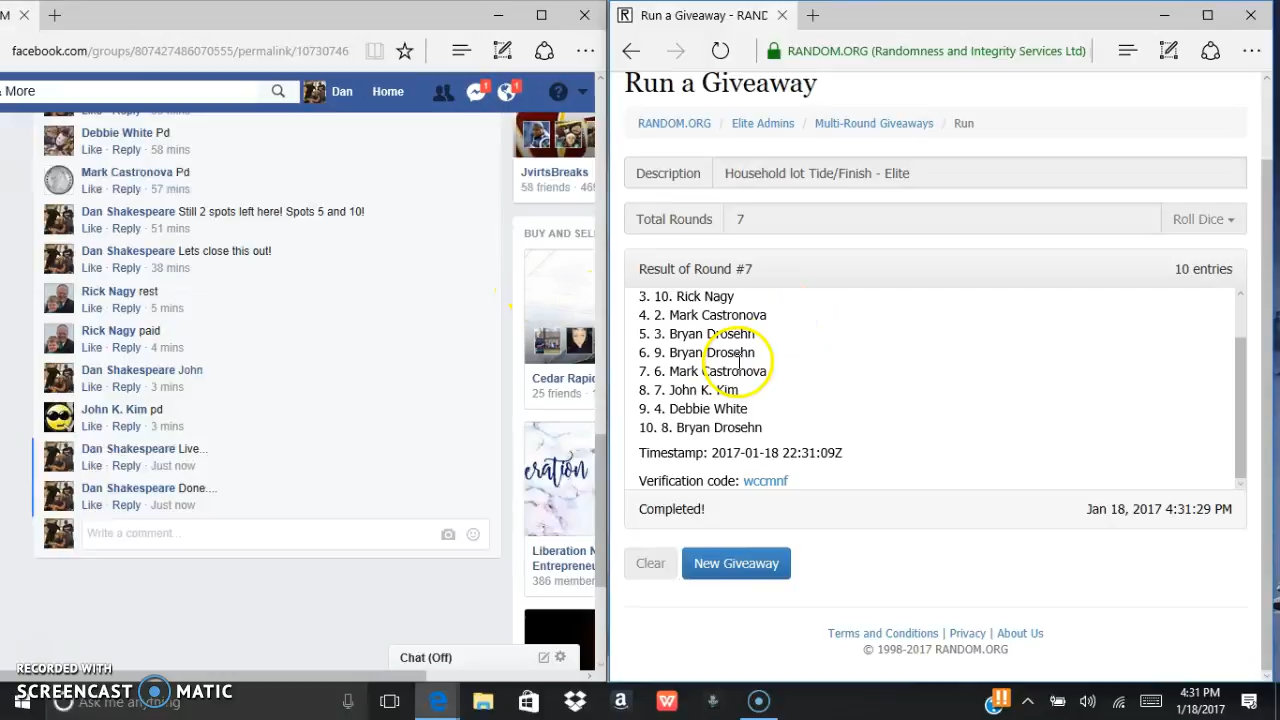 M
Run a Giveaway - RAND
facebook.com/groups/807427486070555/permalink/10730746
RANDOM.ORG (Randomness and Integrity Services Ltd)
& More
Dan
Home
1
1
Debbie White Pd
Like · Reply · 58 mins
Mark Castronova Pd
Like · Reply · 57 mins
Dan Shakespeare Still 2 spots left here! Spots 5 and 10!
Like · Reply · 51 mins
Dan Shakespeare Lets close this out!
Like · Reply · 38 mins
Rick Nagy rest
Like · Reply · 5 mins
Rick Nagy paid
Like · Reply · 4 mins
Dan Shakespeare John
Like · Reply · 3 mins
John K. Kim pd
Like · Reply · 3 mins
Dan Shakespeare Live...
Like · Reply · Just now
Dan Shakespeare Done....
Like · Reply · Just now
Write a comment...
JvirtsBreaks
58 friends · 46
BUY AND SEL
Cedar Rapi
25 friends ·
eration
Liberation N
Entrepreneu
386 member
Chat (Off)
Run a Giveaway
RANDOM.ORG / Elite Admins / Multi-Round Giveaways / Run
Description Household lot Tide/Finish - Elite
Total Rounds 7 Roll Dice
Result of Round #7 10 entries
3. 10. Rick Nagy
4. 2. Mark Castronova
5. 3. Bryan Drosehn
6. 9. Bryan Drosehn
7. 6. Mark Castronova
8. 7. John K. Kim
9. 4. Debbie White
10. 8. Bryan Drosehn
Timestamp: 2017-01-18 22:31:09Z
Verification code: wccmnf
Completed! Jan 18, 2017 4:31:29 PM
Clear New Giveaway
Terms and Conditions | Privacy | About Us
© 1998-2017 RANDOM.ORG
RECORDED WITH
SCREENCAST MATIC
Ask me anything
4:31 PM
1/18/2017